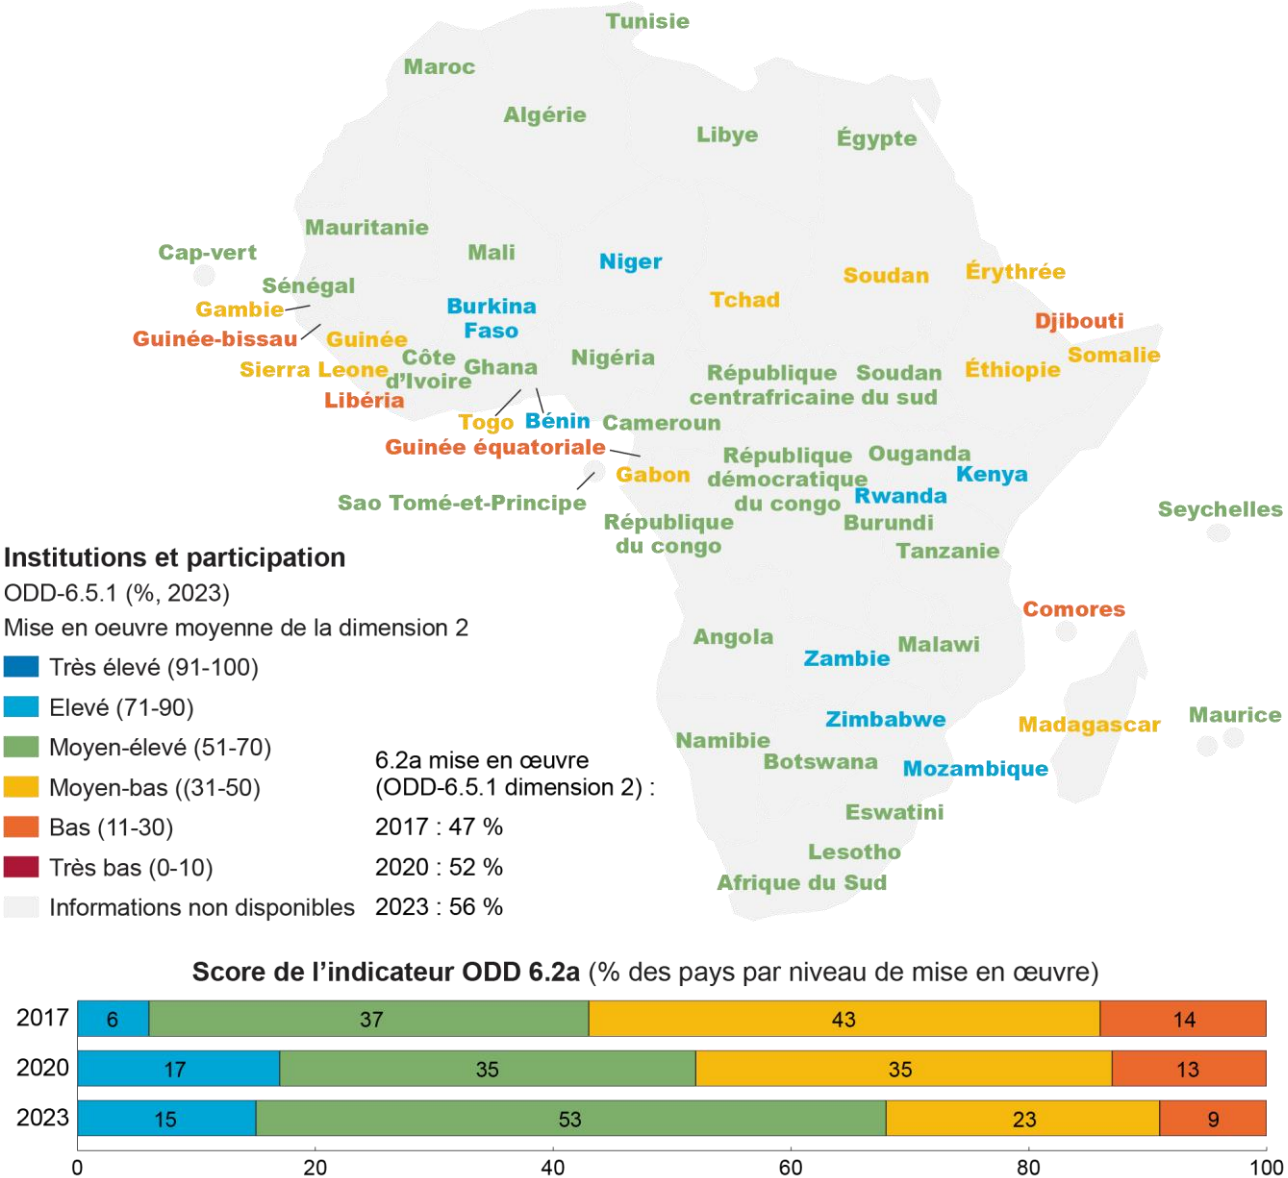 Tunisie
Maroc
Algérie
Libye
Égypte
Mauritanie
Cap-vert
Mali
Niger
Sénégal
Soudan
Érythrée
Gambie
Burkina
Faso
Tchad
Djibouti
Guinée-bissau
Guinée
Côte
d’Ivoire
Ghana
Nigéria
Somalie
Sierra Leone
République
centrafricaine
Soudan
du sud
Éthiopie
Libéria
Togo
Bénin
Cameroun
Guinée équatoriale
Gabon
République
démocratique
du congo
Ouganda
Kenya
Rwanda
Sao Tomé-et-Principe
République
du congo
Burundi
Seychelles
Tanzanie
Comores
Angola
Malawi
Zambie
Zimbabwe
Madagascar
Maurice
Namibie
Botswana
Mozambique
Eswatini
Lesotho
Afrique du Sud
Institutions et participation
ODD-6.5.1 (%, 2023)
Mise en oeuvre moyenne de la dimension 2
Très élevé (91-100)
Elevé (71-90)
Moyen-élevé (51-70)
Moyen-bas ((31-50)
Bas (11-30)
Très bas (0-10)
Informations non disponibles
6.2a mise en œuvre
(ODD-6.5.1 dimension 2) :
2017 : 47 %
2020 : 52 %
2023 : 56 %
Score de l’indicateur ODD 6.2a (% des pays par niveau de mise en œuvre)
2017 6 37 43 14
2020 17 35 35 13
2023 15 53 23 9
0 20 40 60 80 100